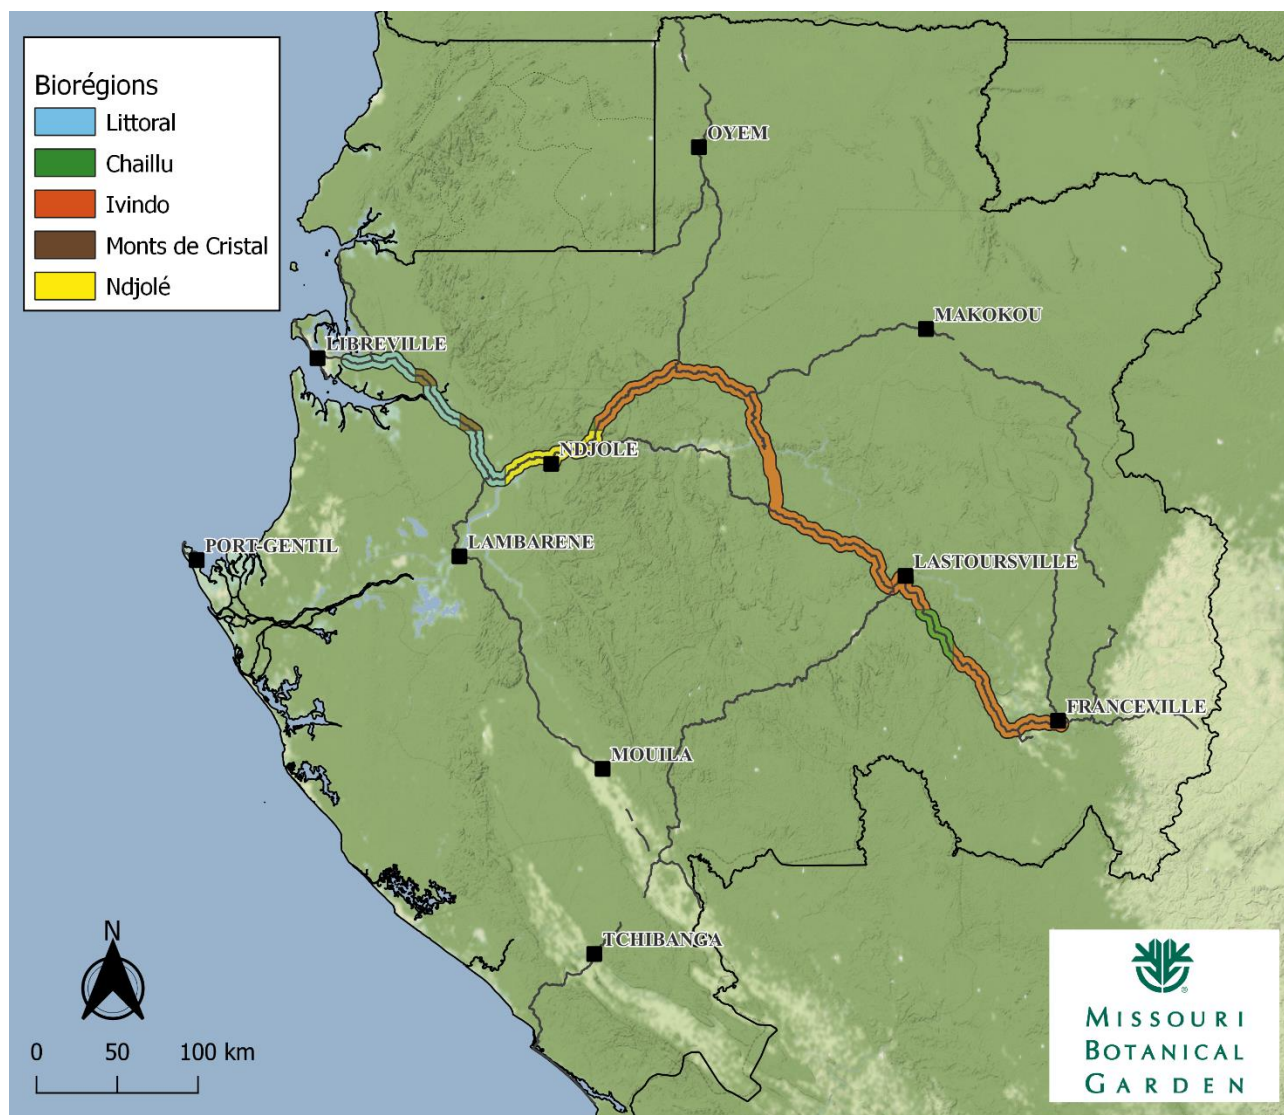 Biorégions
Littoral
Chaillu
Ivindo
Monts de Cristal
Ndjolé
OYEM
MAKOKOU
LIBREVILLE
NDJOLE
PORT-GENTIL
LAMBARENE
LASTOURSVILLE
FRANCEVILLE
MOUILA
TCHIBANGA
N
0 50 100 km
MISSOURI
BOTANICAL
GARDEN
®